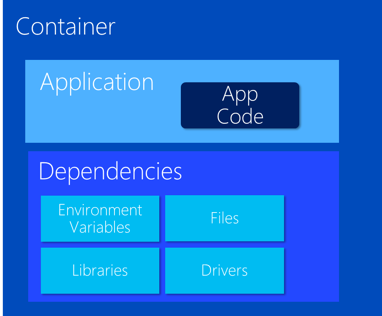 Container
Application
App
Code
Dependencies
Environment
Variables
Files
Libraries
Drivers